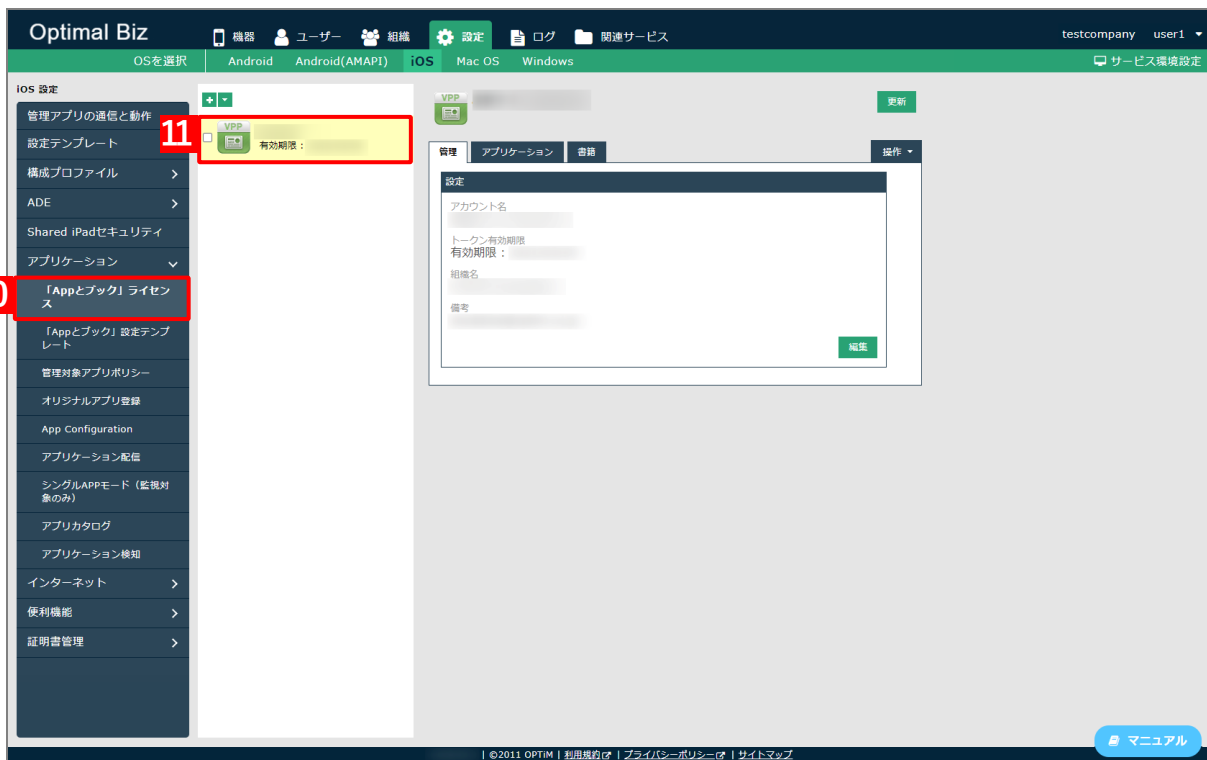 Optimal Biz
機器 ユーザー 組織 設定 ログ 関連サービス
testcompany user1
OSを選択 Android Android(AMAPI) iOS Mac OS Windows
サービス環境設定
iOS 設定
管理アプリの通信と動作
設定テンプレート
構成プロファイル
ADE
Shared iPadセキュリティ
アプリケーション
0
「Appとブック」ライセン
ス
「Appとブック」設定テンプ
レート
管理対象アプリポリシー
オリジナルアプリ登録
App Configuration
アプリケーション配信
シングルAPPモード（監視対
象のみ）
アプリカタログ
アプリケーション検知
インターネット
便利機能
証明書管理
11
VPP
有効期限：
VPP
更新
管理 アプリケーション 書籍 操作
設定
アカウント名
トークン有効期限
有効期限：
組織名
備考
編集
マニュアル
| ©2011 OPTiM | 利用規約 | プライバシーポリシー | サイトマップ